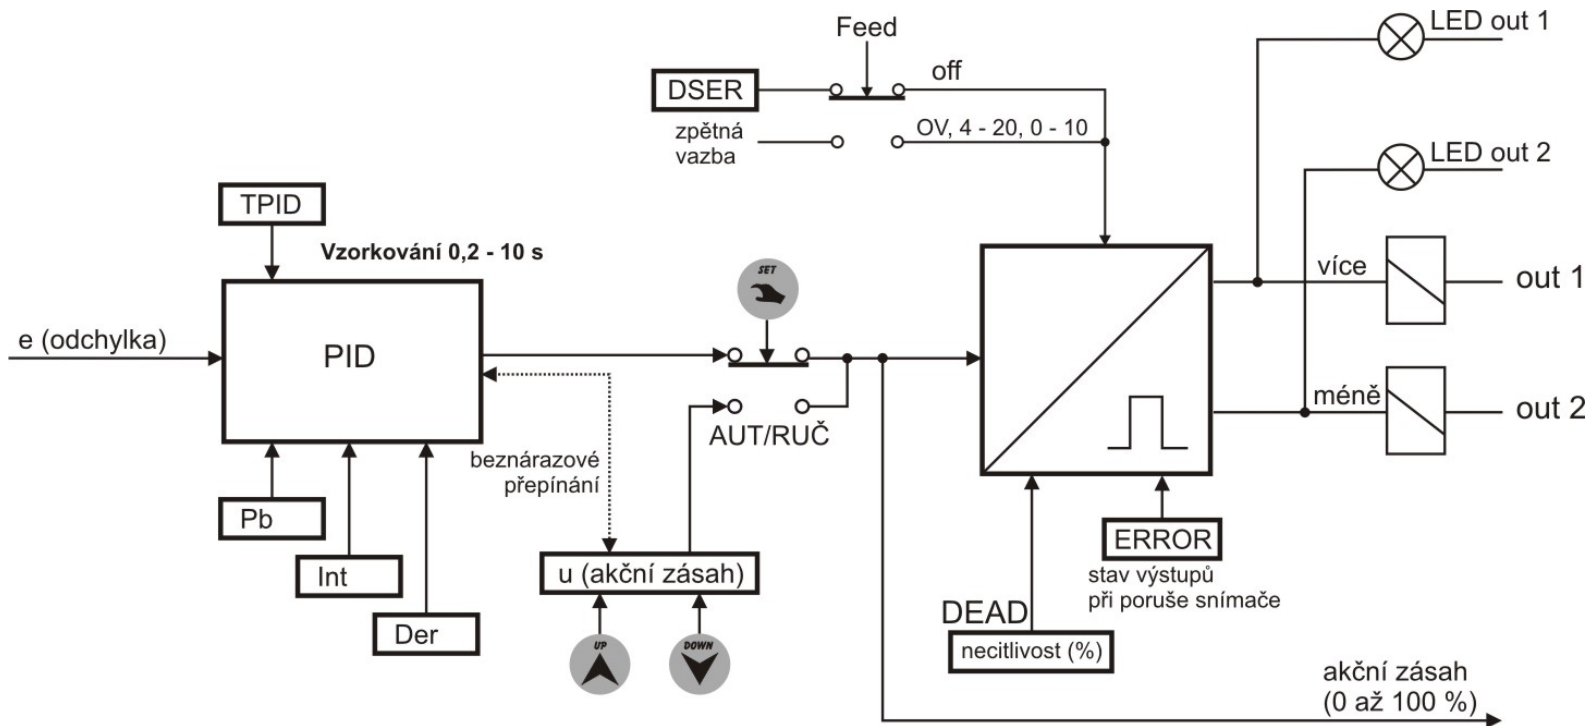 Feed
LED out 1
DSER
off
zpětná
vazba
OV, 4 - 20, 0 - 10
LED out 2
TPID
Vzorkování 0,2 - 10 s
SET
více
out 1
e (odchylka)
PID
AUT/RUČ
méně
out 2
beznárazové
přepínání
Pb
Int
Der
u (akční zásah)
UP
DOWN
ERROR
stav výstupů
při poruše snímače
DEAD
necitlivost (%)
akční zásah
(0 až 100 %)